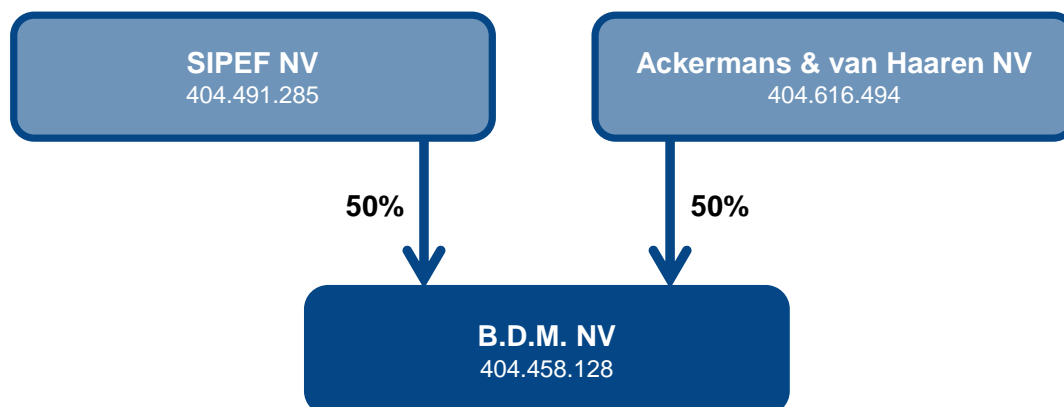 SIPEF NV
404.491.285
Ackermans & van Haaren NV
404.616.494
50%
50%
B.D.M. NV
404.458.128